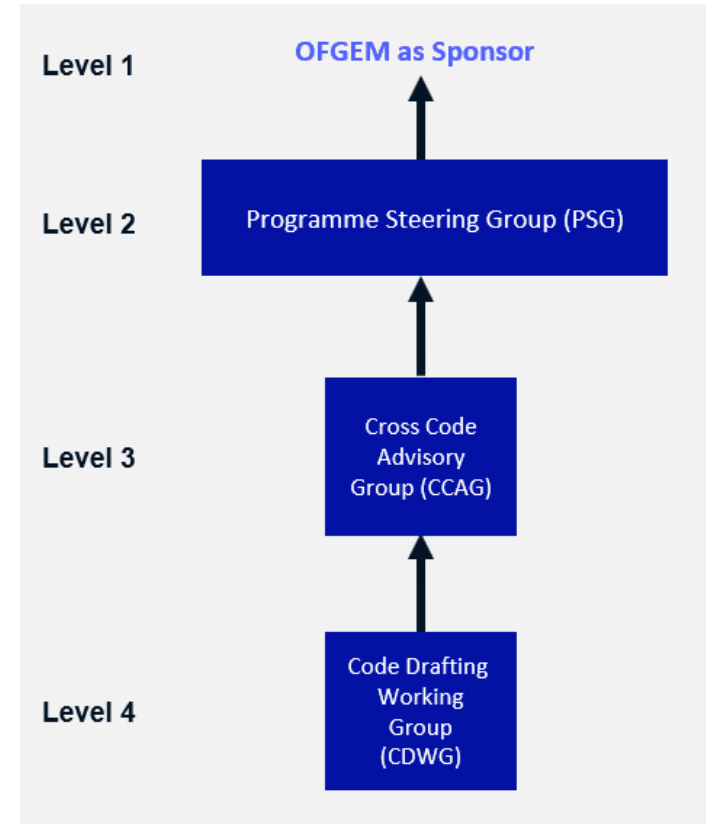 Level 1
OFGEM as Sponsor
Level 2
Programme Steering Group (PSG)
Level 3
Cross Code
Advisory
Group (CCAG)
Level 4
Code Drafting
Working
Group
(CDWG)